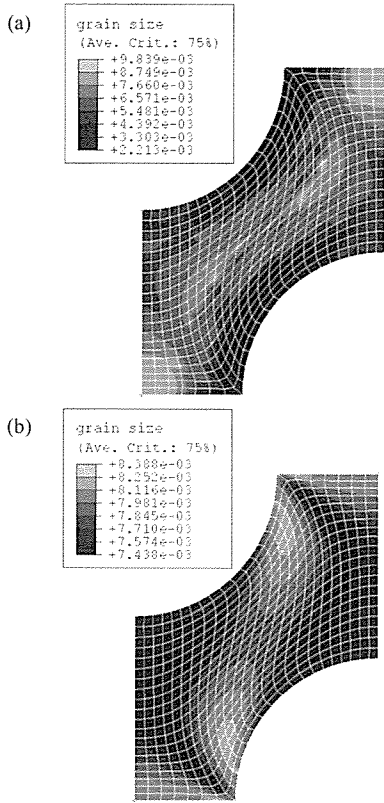 (a)
grain size
(Ave. Crit.: 75%)
+9.839e-03
+8.749e-03
+7.660e-03
+6.571e-03
+5.481e-03
+4.392e-03
+3.303e-03
+2.213e-03
(b)
grain size
(Ave. Crit.: 75%)
+8.388e-03
+8.252e-03
+8.116e-03
+7.981e-03
+7.845e-03
+7.710e-03
+7.574e-03
+7.438e-03